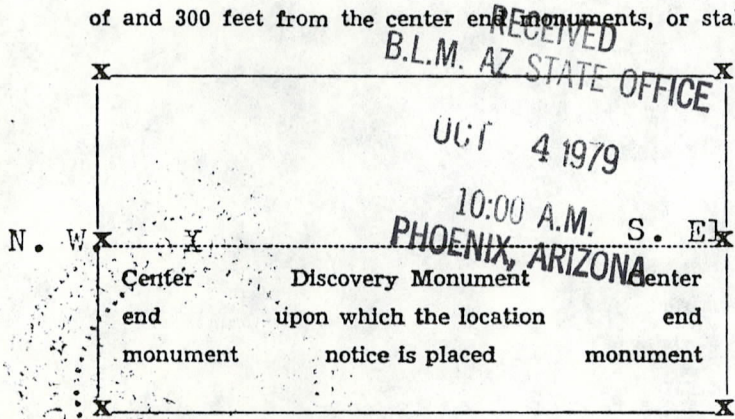 of and 300 feet from the center end monuments, or sta
RECEIVED
B.L.M. AZ STATE OFFICE
OCT 4 1979
10:00 A.M.
PHOENIX, ARIZONA
X X
N. W. X X S. E. X
Center Discovery Monument Center
end upon which the location end
monument notice is placed monument
X X